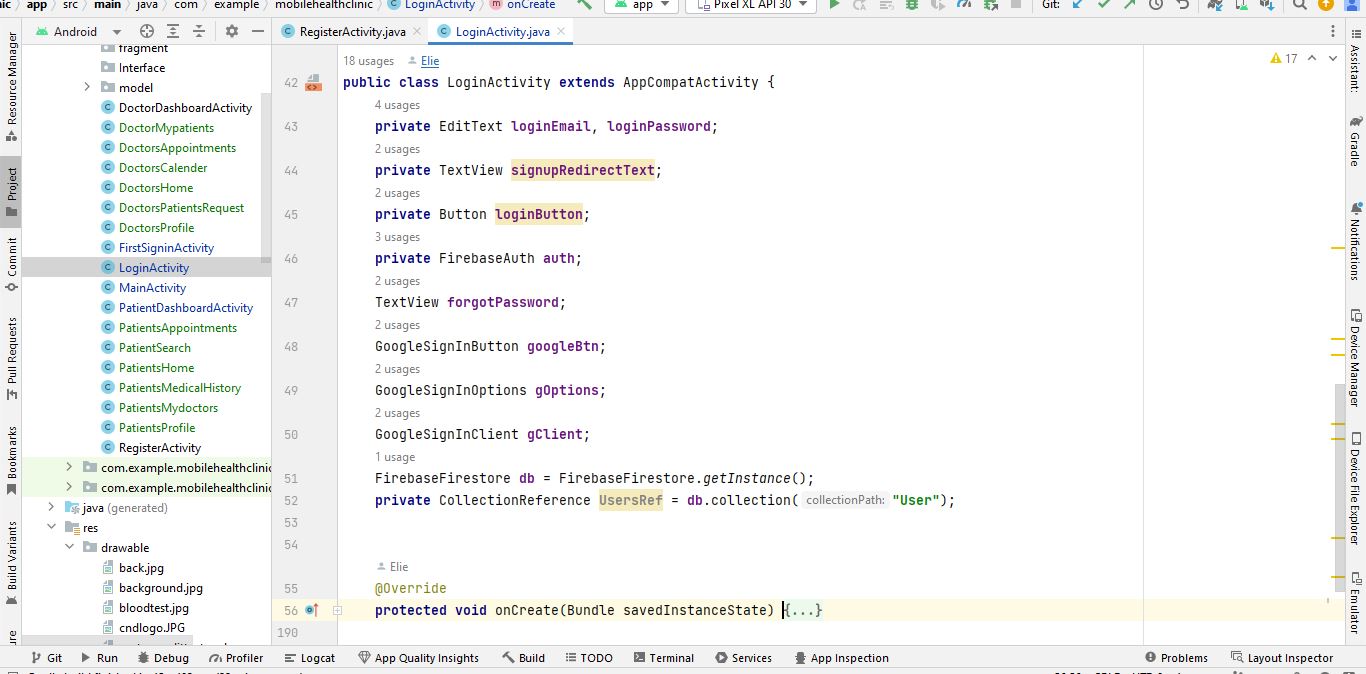 nic app src main java com example mobilehealthclinic LoginActivity onCreate app Pixel XL API 30 Git:
Android RegisterActivity.java LoginActivity.java
Resource Manager
Project
Commit
Pull Requests
Bookmarks
Build Variants
fragment
Interface
model
DoctorDashboardActivity
DoctorMypatients
DoctorsAppointments
DoctorsCalender
DoctorsHome
DoctorsPatientsRequest
DoctorsProfile
FirstSigninActivity
LoginActivity
MainActivity
PatientDashboardActivity
PatientsAppointments
PatientSearch
PatientsHome
PatientsMedicalHistory
PatientsMydoctors
PatientsProfile
RegisterActivity
com.example.mobilehealthclinic
com.example.mobilehealthclinic
java (generated)
res
drawable
back.jpg
background.jpg
bloodtest.jpg
cndlogo.JPG
18 usages Elie
17
42 public class LoginActivity extends AppCompatActivity {
4 usages
43 private EditText loginEmail, loginPassword;
2 usages
44 private TextView signupRedirectText;
2 usages
45 private Button loginButton;
3 usages
46 private FirebaseAuth auth;
2 usages
47 TextView forgotPassword;
2 usages
48 GoogleSignInButton googleBtn;
2 usages
49 GoogleSignInOptions gOptions;
2 usages
50 GoogleSignInClient gClient;
1 usage
51 FirebaseFirestore db = FirebaseFirestore.getInstance();
52 private CollectionReference UsersRef = db.collection( collectionPath: "User");
53
54
Elie
55 @Override
56 protected void onCreate(Bundle savedInstanceState) {...}
190
Assistant:
Gradle
Notifications
Device Manager
Device File Explorer
Emulator
Git Run Debug Profiler Logcat App Quality Insights Build TODO Terminal Services App Inspection Problems Layout Inspector